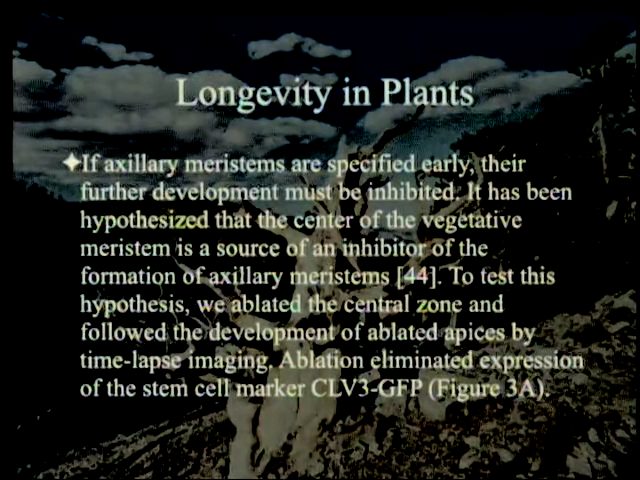 Longevity in Plants
✦If axillary meristems are specified early, their
further development must be inhibited. It has been
hypothesized that the center of the vegetative
meristem is a source of an inhibitor of the
formation of axillary meristems [44]. To test this
hypothesis, we ablated the central zone and
followed the development of ablated apices by
time-lapse imaging. Ablation eliminated expression
of the stem cell marker CLV3-GFP (Figure 3A).